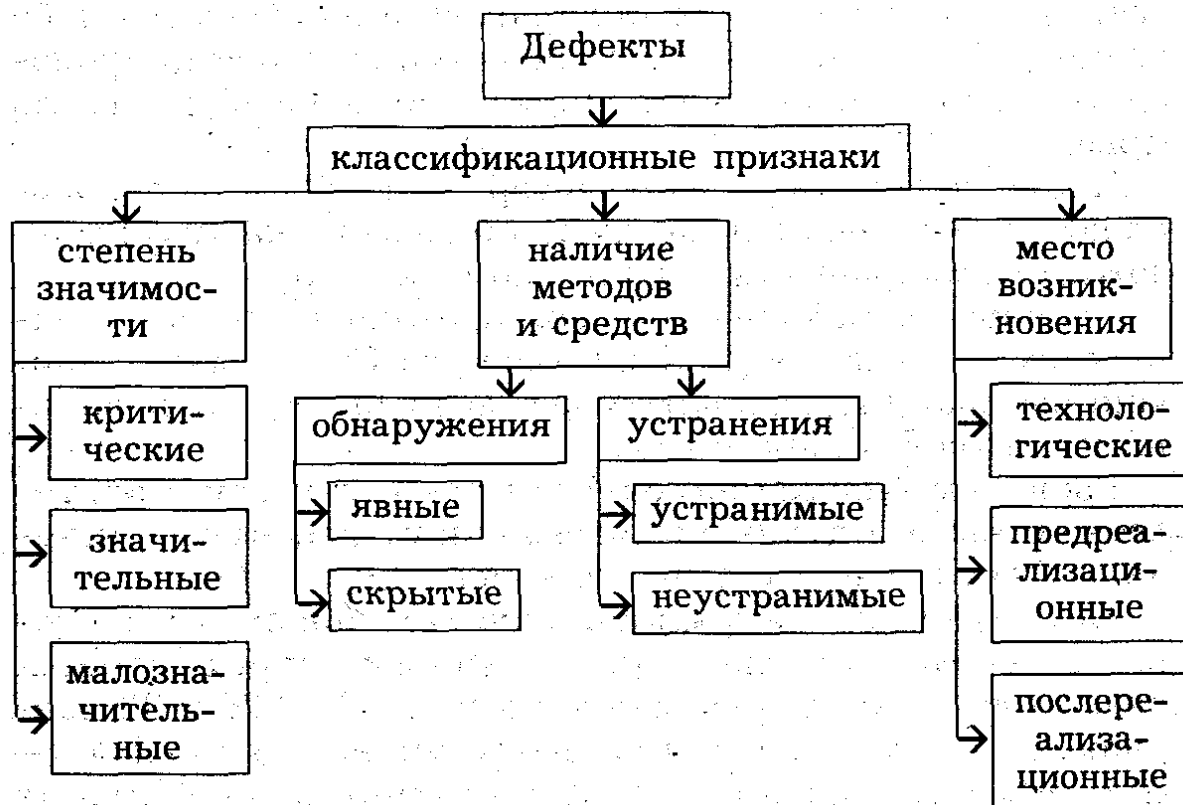 Дефекты
классификационные признаки
степень
значимос-
ти
крити-
ческие
значи-
тельные
малозна-
читель-
ные
наличие
методов
и средств
обнаружения
явные
скрытые
устранения
устранимые
неустранимые
место
возник-
новения
техноло-
гические
предреа-
лизаци-
онные
послере-
ализа-
ционные